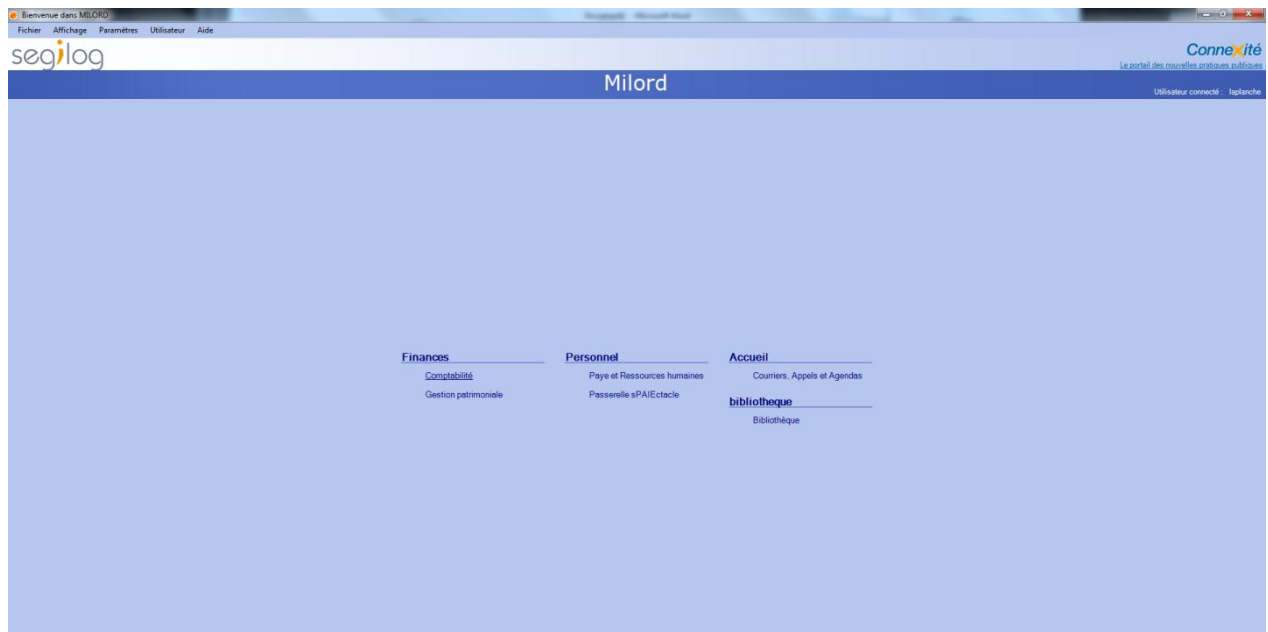 Bienvenue dans MILORD
Fichier Affichage Paramètres Utilisateur Aide
segilog
Connexité
Le portail des nouvelles pratiques publiques
Milord
Utilisateur connecté : laplanche
Finances
Comptabilité
Gestion patrimoniale
Personnel
Paye et Ressources humaines
Passerelle sPAIEctacle
Accueil
Courriers, Appels et Agendas
bibliotheque
Bibliothèque